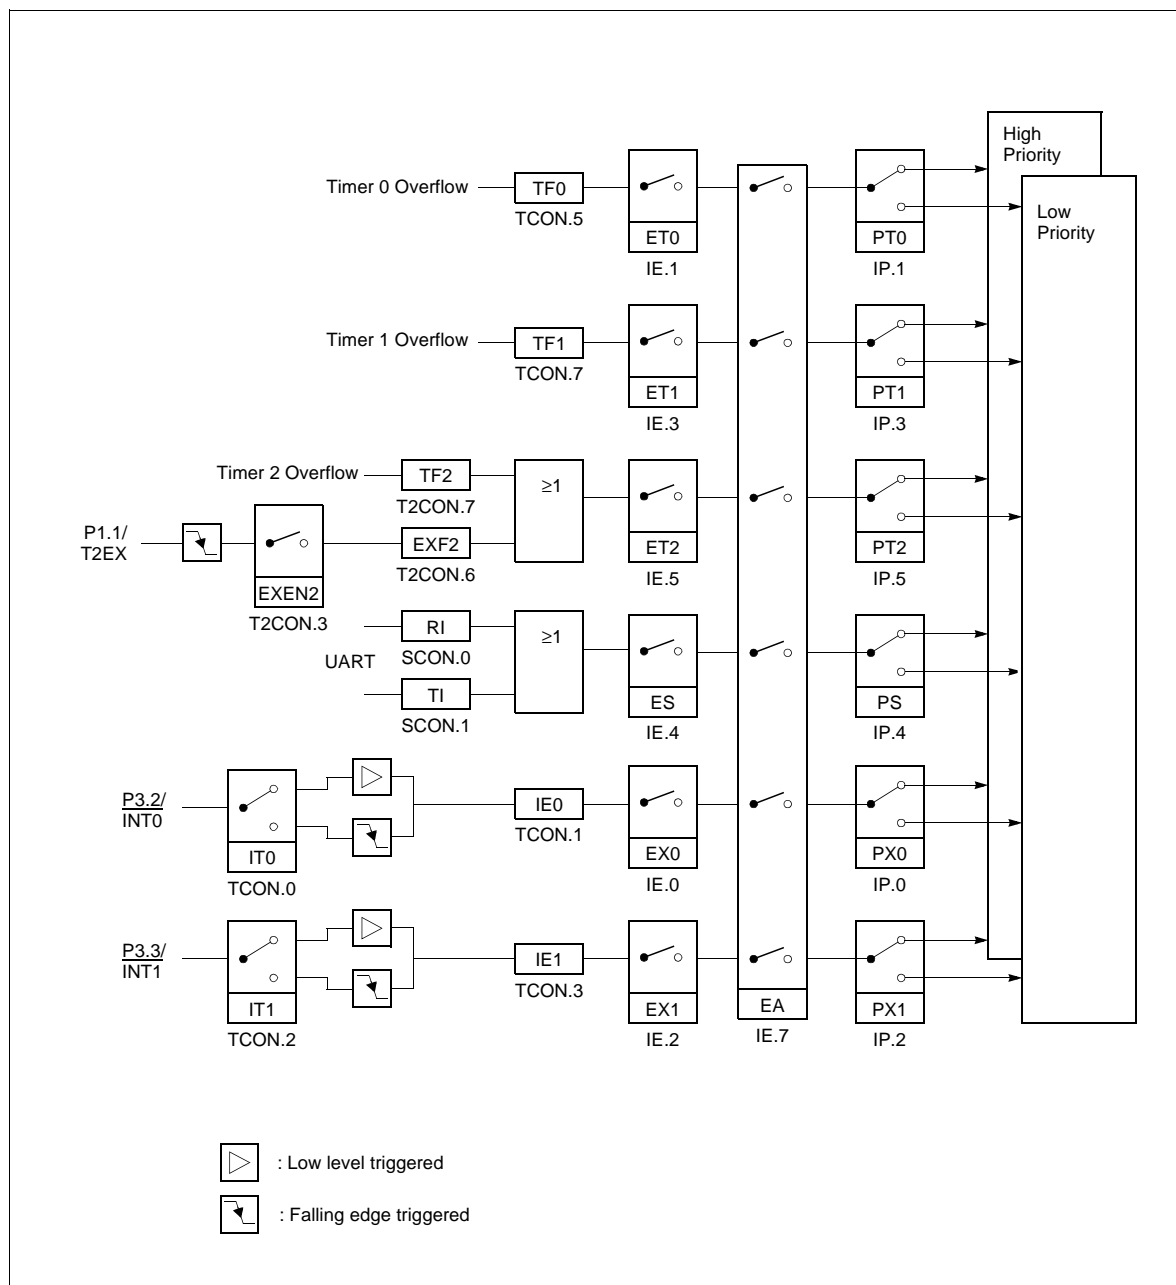 High
Priority
Low
Priority
Timer 0 Overflow
TF0
TCON.5
ET0
IE.1
PT0
IP.1
Timer 1 Overflow
TF1
TCON.7
ET1
IE.3
PT1
IP.3
Timer 2 Overflow
TF2
T2CON.7
≥1
P1.1/
T2EX
EXEN2
T2CON.3
EXF2
T2CON.6
ET2
IE.5
PT2
IP.5
UART
RI
SCON.0
≥1
TI
SCON.1
ES
IE.4
PS
IP.4
P3.2/
INT0
IT0
TCON.0
IE0
TCON.1
EX0
IE.0
PX0
IP.0
P3.3/
INT1
IT1
TCON.2
IE1
TCON.3
EX1
IE.2
EA
IE.7
PX1
IP.2
: Low level triggered
: Falling edge triggered